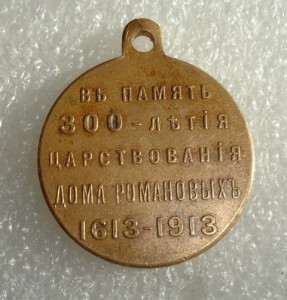 ВЪ ПАМЯТЬ
300-ЛѢТІЯ
ЦАРСТВОВАНІЯ
ДОМА РОМАНОВЫХЪ
1613-1913